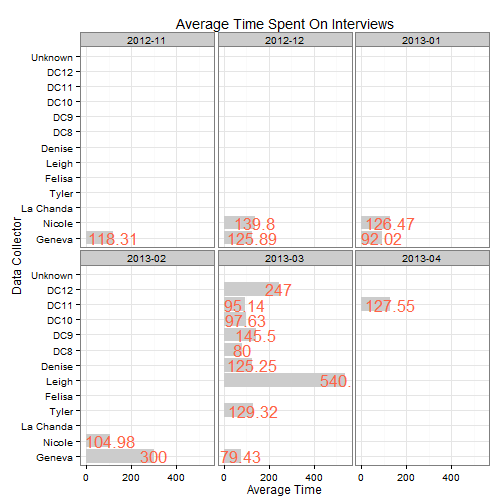 Average Time Spent On Interviews
2012-11 2012-12 2013-01
Unknown
DC12
DC11
DC10
DC9
DC8
Denise
Leigh
Felisa
Tyler
La Chanda
Nicole 139.8 126.47
Geneva 118.31 125.89 92.02
Data Collector
2013-02 2013-03 2013-04
Unknown
DC12 247
DC11 95.14 127.55
DC10 97.63
DC9 145.5
DC8 80
Denise 125.25
Leigh 540.
Felisa
Tyler 129.32
La Chanda
Nicole 104.98
Geneva 300 79.43
0 200 400 0 200 400 0 200 400
Average Time